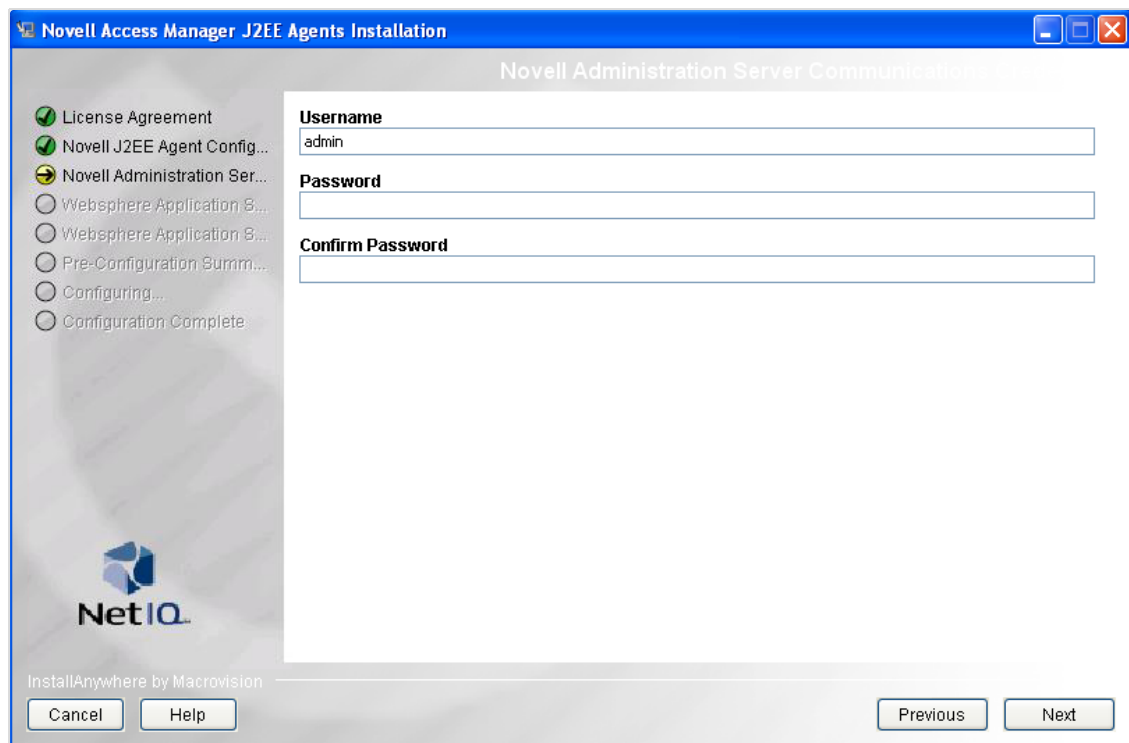 Novell Access Manager J2EE Agents Installation
Novell Administration Server Communications
License Agreement
Novell J2EE Agent Config...
Novell Administration Ser...
Websphere Application S...
Websphere Application S...
Pre-Configuration Summ...
Configuring...
Configuration Complete
Username
admin
Password
Confirm Password
NetIQ
InstallAnywhere by Macrovision
Cancel
Help
Previous
Next